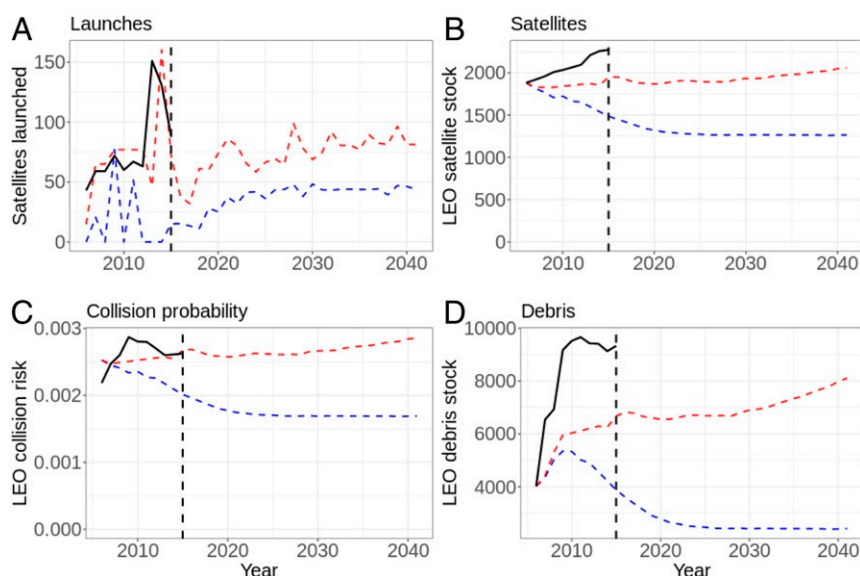 A Launches
Satellites launched
150
100
50
0
2010 2020 2030 2040
B Satellites
LEO satellite stock
2000
1500
1000
500
0
2010 2020 2030 2040
C Collision probability
LEO collision risk
0.003
0.002
0.001
0.000
2010 2020 2030 2040
Year
D Debris
LEO debris stock
10000
8000
6000
4000
2010 2020 2030 2040
Year